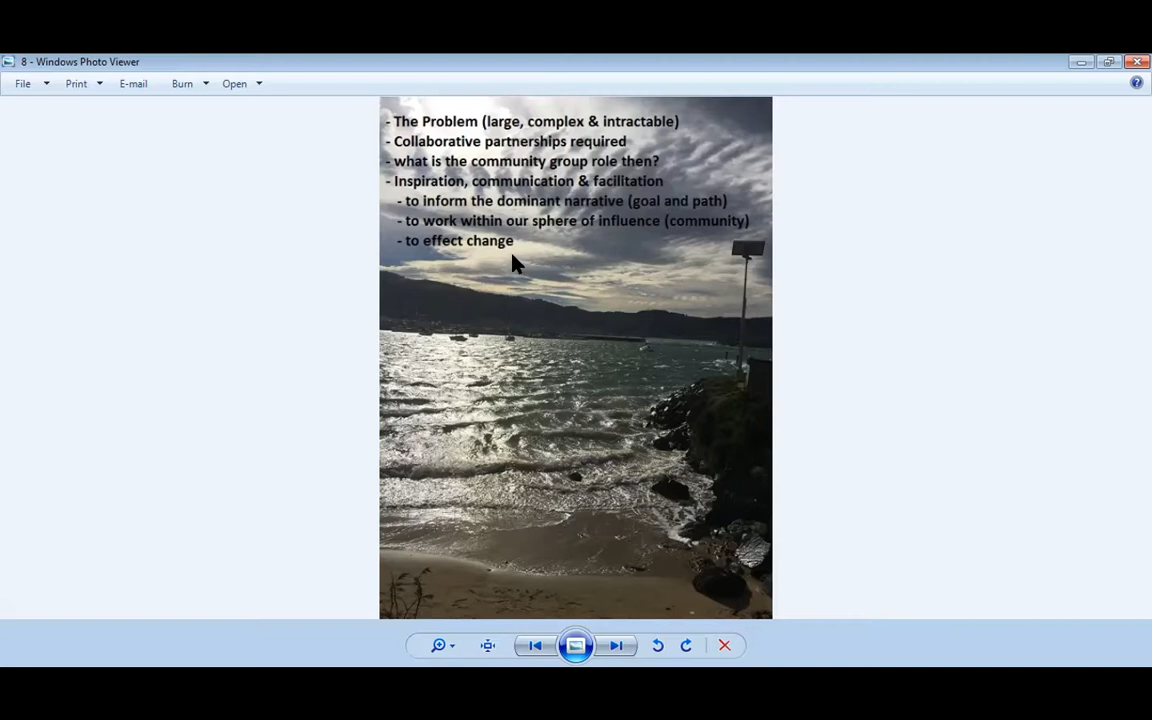 8 - Windows Photo Viewer
File Print E-mail Burn Open
- The Problem (large, complex & intractable)
- Collaborative partnerships required
- what is the community group role then?
- Inspiration, communication & facilitation
- to inform the dominant narrative (goal and path)
- to work within our sphere of influence (community)
- to effect change